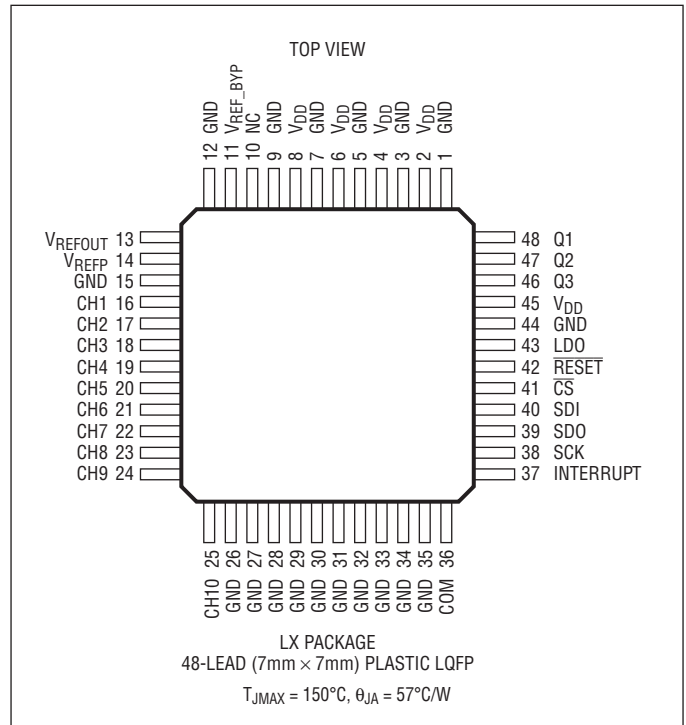 TOP VIEW
12 GND
11 VREF_BYP
10 NC
9 GND
8 VDD
7 GND
6 VDD
5 GND
4 VDD
3 GND
2 VDD
1 GND
VREFOUT 13
VREFP 14
GND 15
CH1 16
CH2 17
CH3 18
CH4 19
CH5 20
CH6 21
CH7 22
CH8 23
CH9 24
48 Q1
47 Q2
46 Q3
45 VDD
44 GND
43 LDO
42 RESET
41 CS
40 SDI
39 SDO
38 SCK
37 INTERRUPT
CH10 25
GND 26
GND 27
GND 28
GND 29
GND 30
GND 31
GND 32
GND 33
GND 34
GND 35
COM 36
LX PACKAGE
48-LEAD (7mm × 7mm) PLASTIC LQFP
TJMAX = 150°C, θJA = 57°C/W